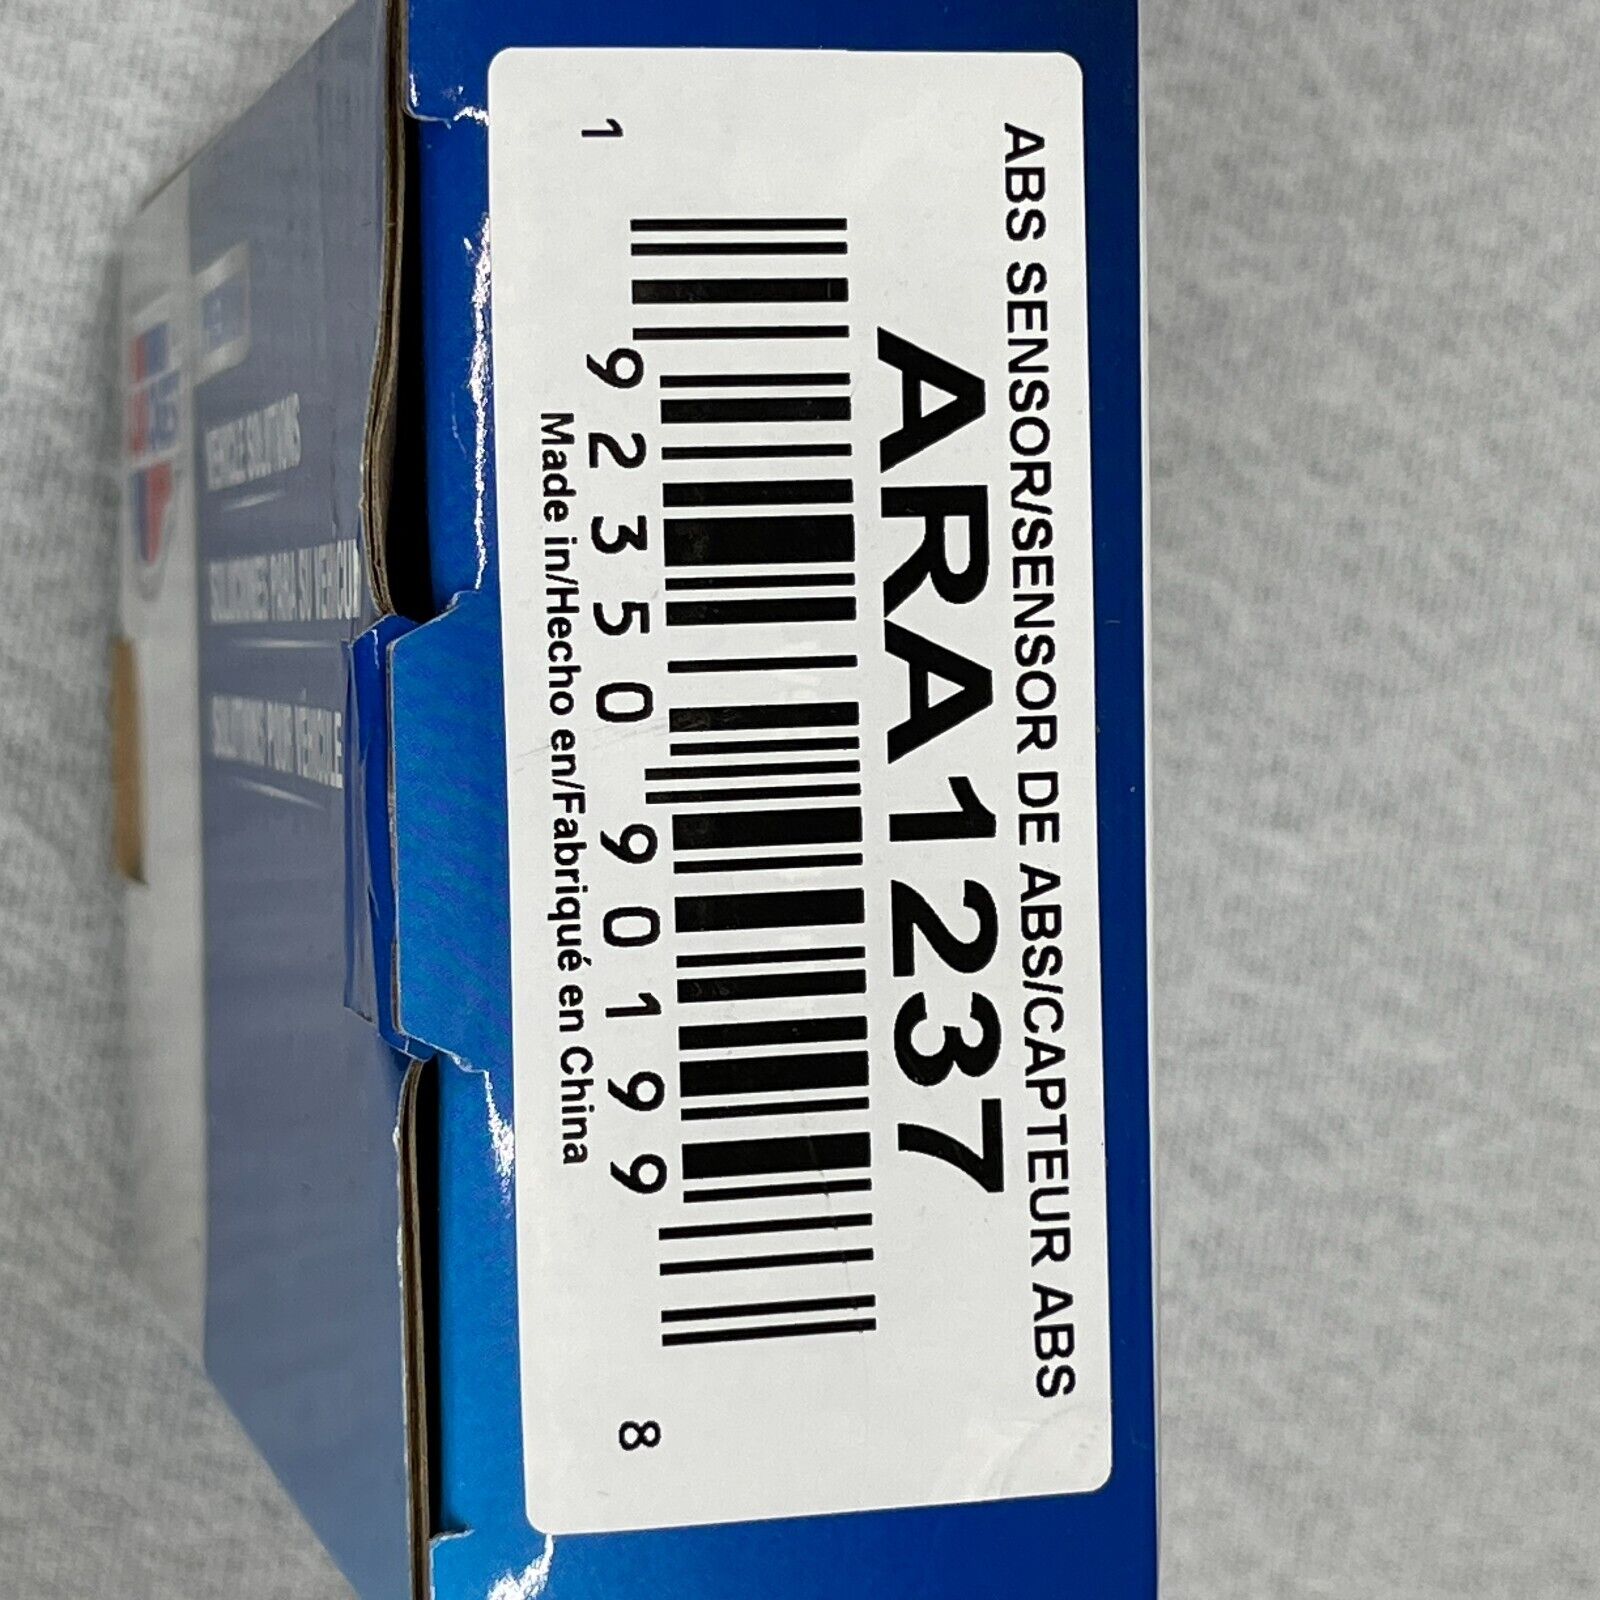 ABS SENSOR/SENSOR DE ABS/CAPTEUR ABS
ARA1237
1 92350 90199 8
Made in/Hecho en/Fabriqué en China
VEHICLE SOLUTIONS
SOLUCIONES PARA SU VEHÍCULO
SOLUTIONS POUR VÉHICULE